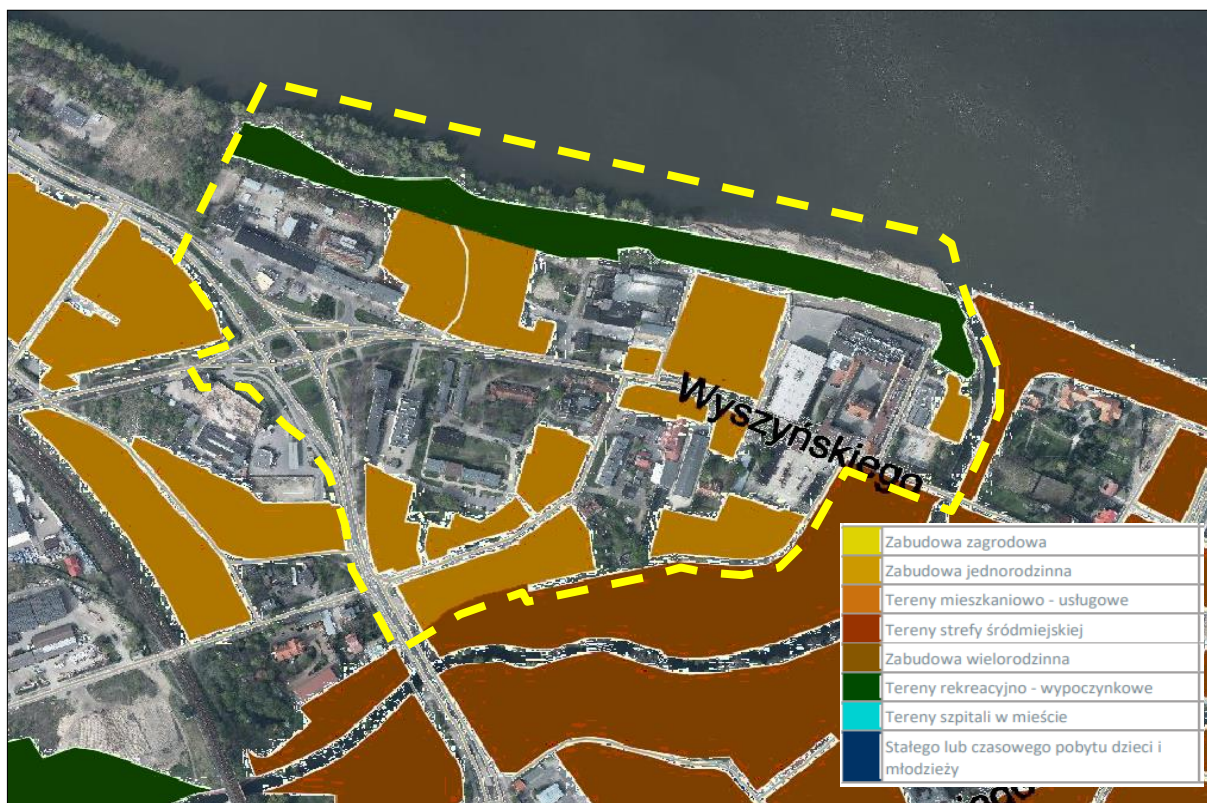 Wyszyńskiego
Zabudowa zagrodowa
Zabudowa jednorodzinna
Tereny mieszkaniowo - usługowe
Tereny strefy śródmiejskiej
Zabudowa wielorodzinna
Tereny rekreacyjno - wypoczynkowe
Tereny szpitali w mieście
Stałego lub czasowego pobytu dzieci i
młodzieży